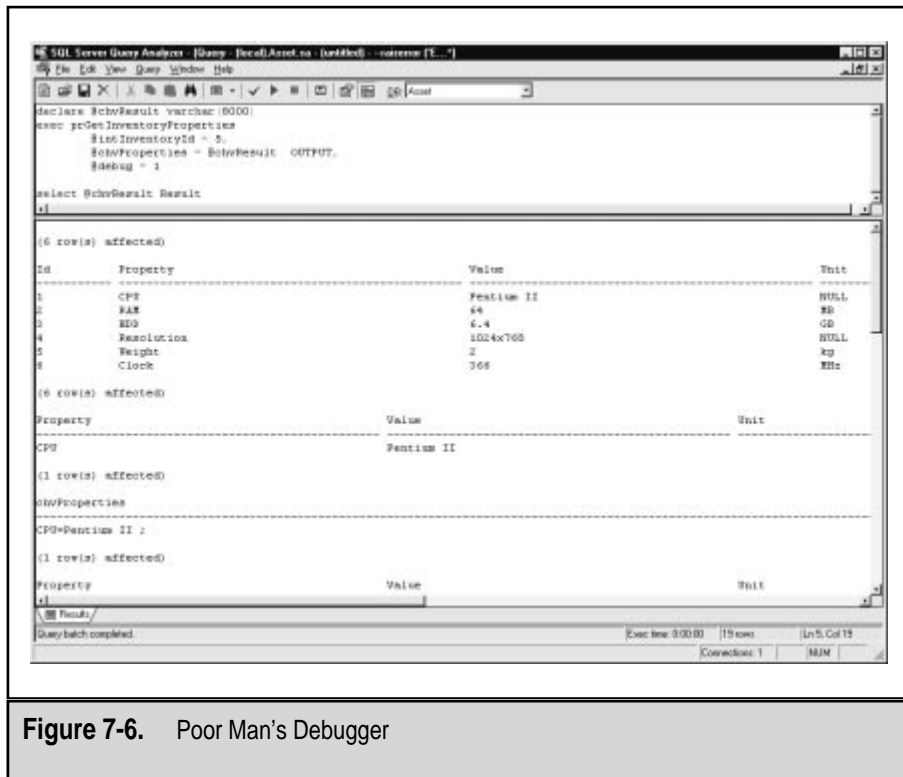 SQL Server Query Analyzer - [Query - (local).Asset.sa - (untitled) -
File Edit View Query Window Help
DB: Asset
declare @chvResult varchar(8000)
exec prGetInventoryProperties
@intInventoryId = 5,
@chvProperties = @chvResult OUTPUT,
@debug = 1
select @chvResult Result
(6 row(s) affected)
Id Property Value Unit
1 CPU Pentium II NULL
2 RAM 64 MB
3 HDD 6.4 GB
4 Resolution 1024x768 NULL
5 Weight 2 kg
6 Clock 366 MHz
(6 row(s) affected)
Property Value Unit
CPU Pentium II
(1 row(s) affected)
chvProperties
CPU=Pentium II ;
(1 row(s) affected)
Property Value Unit
Results
Query batch completed. Exec time: 0:00:00 19 rows Ln 5, Col 19
Connections: 1 NUM
Figure 7-6. Poor Man's Debugger